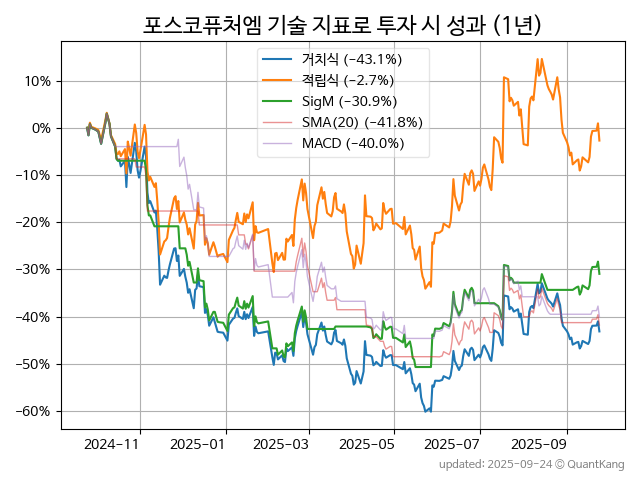 포스코퓨처엠 기술 지표로 투자 시 성과 (1년)
거치식 (−43.1%)
적립식 (−2.7%)
SigM (−30.9%)
SMA(20) (−41.8%)
MACD (−40.0%)
10%
0%
−10%
−20%
−30%
−40%
−50%
−60%
2024-11 2025-01 2025-03 2025-05 2025-07 2025-09
updated: 2025-09-24 © QuantKang